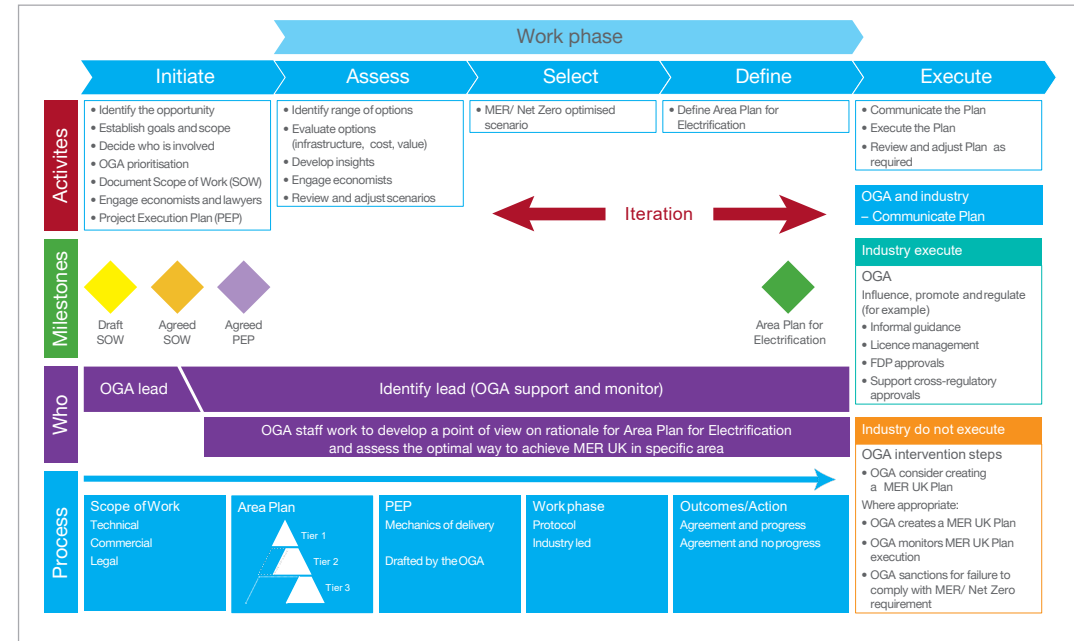 Work phase
Initiate
Assess
Select
Define
Execute
Activites
• Identify the opportunity
• Establish goals and scope
• Decide who is involved
• OGA prioritisation
• Document Scope of Work (SOW)
• Engage economists and lawyers
• Project Execution Plan (PEP)
• Identify range of options
• Evaluate options
(infrastructure, cost, value)
• Develop insights
• Engage economists
• Review and adjust scenarios
• MER/ Net Zero optimised
scenario
• Define Area Plan for
Electrification
• Communicate the Plan
• Execute the Plan
• Review and adjust Plan as
required
Iteration
OGA and industry
– Communicate Plan
Milestones
Draft
SOW
Agreed
SOW
Agreed
PEP
Area Plan for
Electrification
Industry execute
OGA
Influence, promote and regulate
(for example)
• Informal guidance
• Licence management
• FDP approvals
• Support cross-regulatory
approvals
Who
OGA lead
Identify lead (OGA support and monitor)
OGA staff work to develop a point of view on rationale for Area Plan for Electrification
and assess the optimal way to achieve MER UK in specific area
Industry do not execute
OGA intervention steps
• OGA consider creating
a MER UK Plan
Where appropriate:
• OGA creates a MER UK Plan
• OGA monitors MER UK Plan
execution
• OGA sanctions for failure to
comply with MER/ Net Zero
requirement
Process
Scope of Work
Technical
Commercial
Legal
Area Plan
Tier 1
Tier 2
Tier 3
PEP
Mechanics of delivery
Drafted by the OGA
Work phase
Protocol
Industry led
Outcomes/Action
Agreement and progress
Agreement and no progress